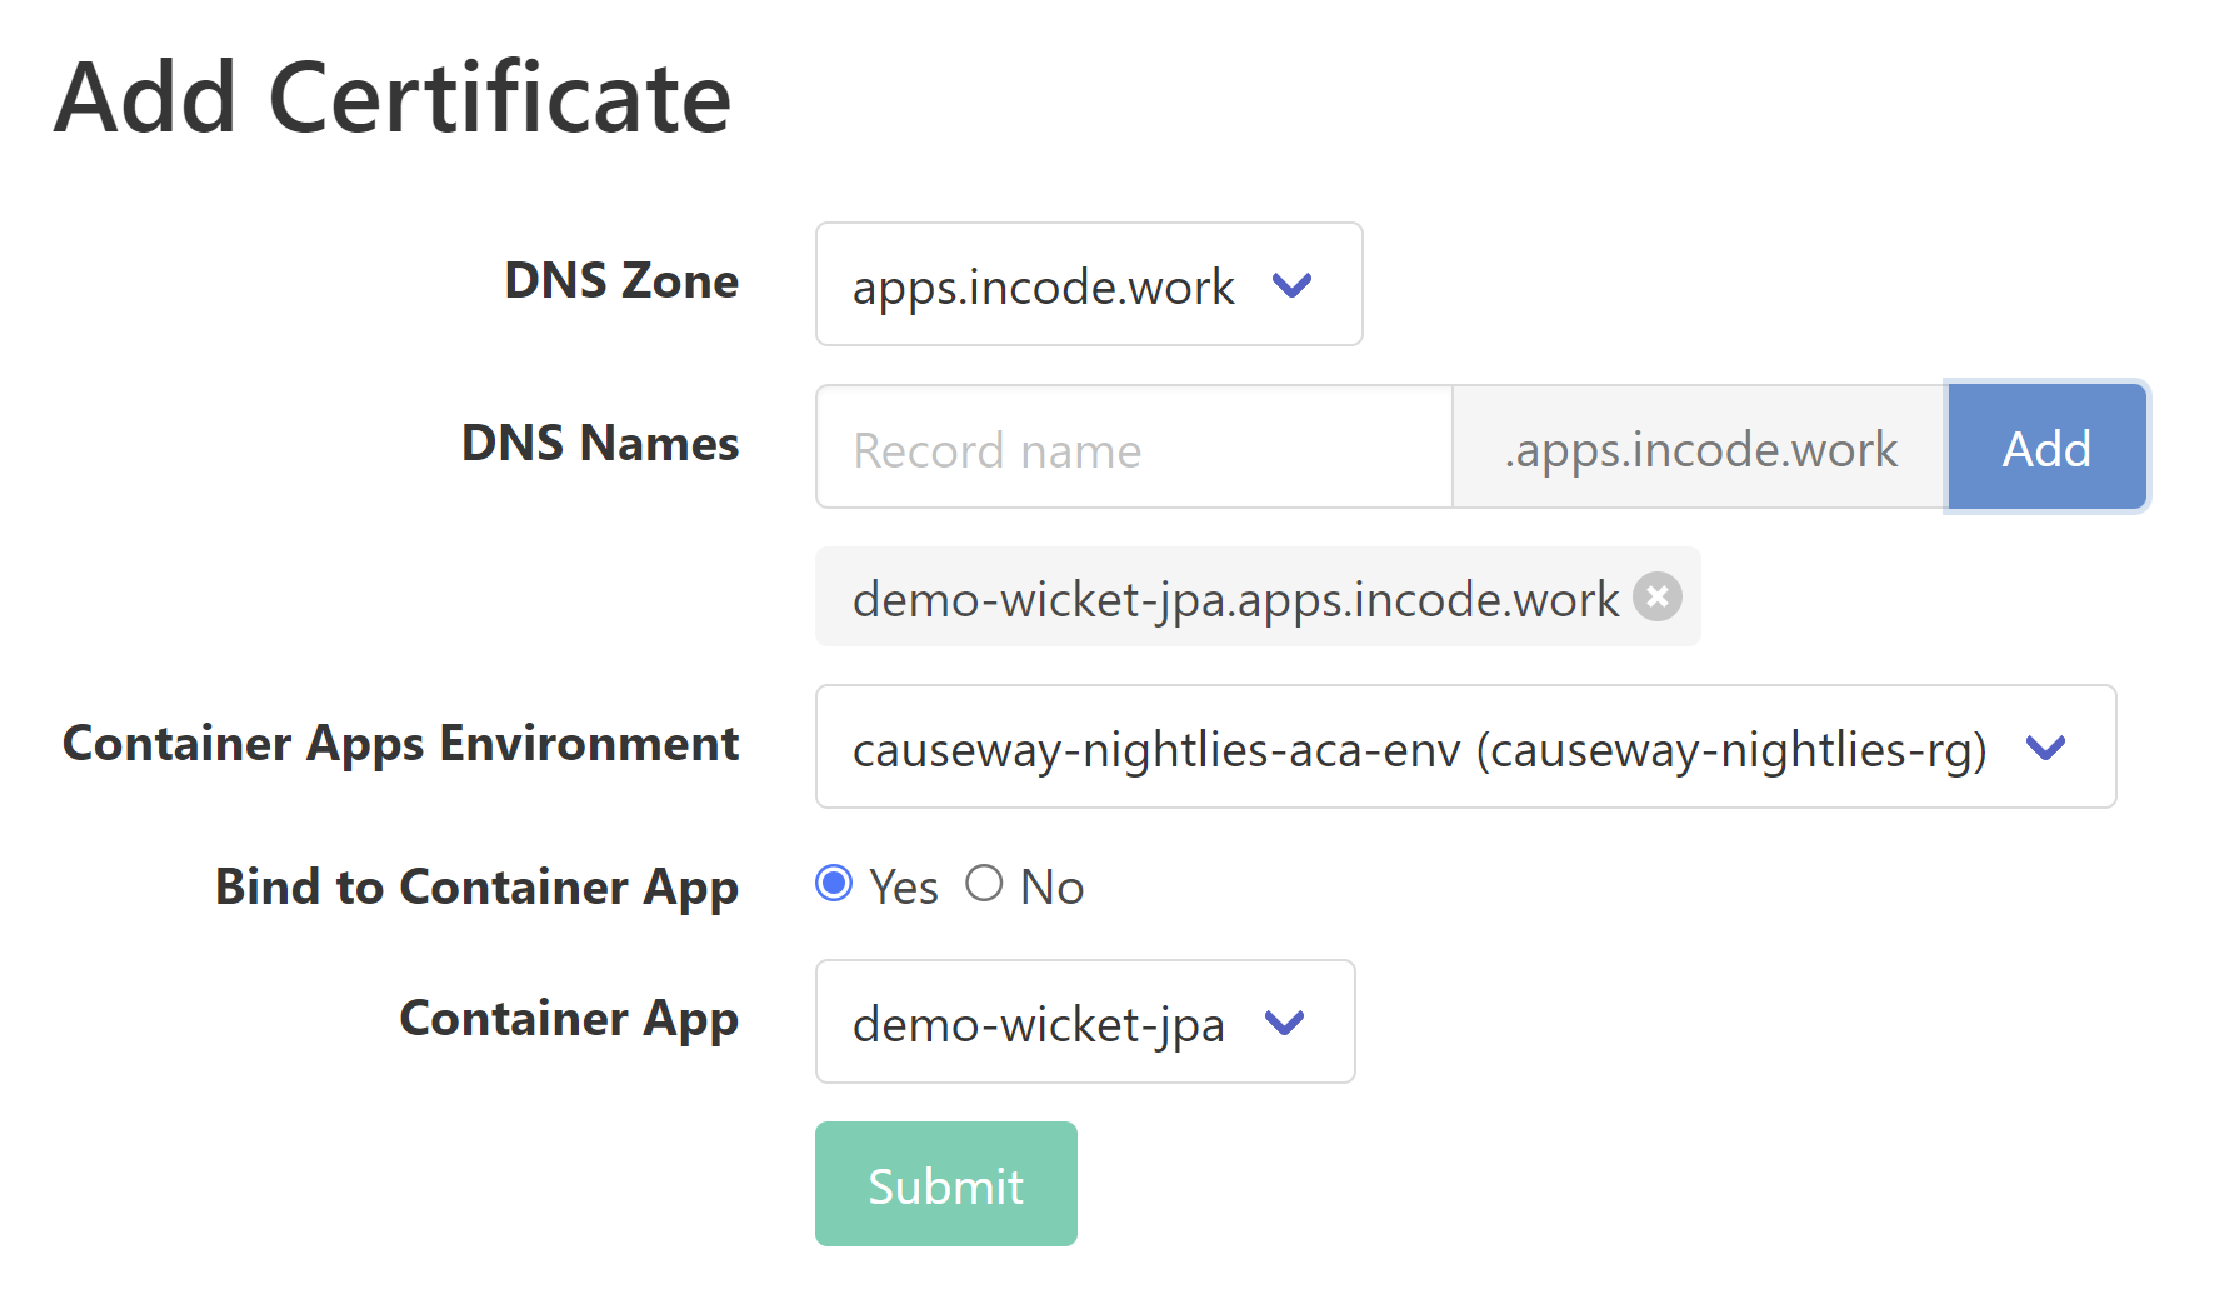 Add Certificate
DNS Zone
apps.incode.work
DNS Names
Record name
.apps.incode.work
Add
demo-wicket-jpa.apps.incode.work
Container Apps Environment
causeway-nightlies-aca-env (causeway-nightlies-rg)
Bind to Container App
Yes
No
Container App
demo-wicket-jpa
Submit